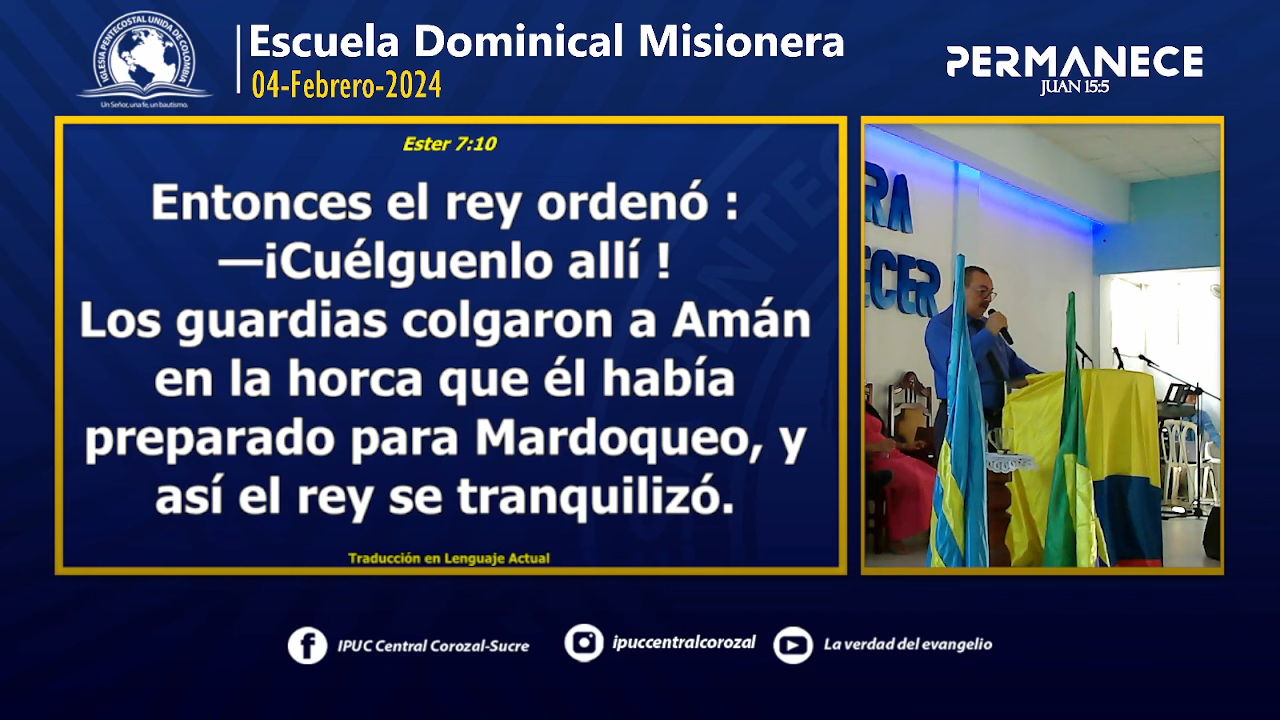 IGLESIA PENTECOSTAL UNIDA DE COLOMBIA
Un Señor, una fe, un bautismo.
Escuela Dominical Misionera
04-Febrero-2024
PERMANECE
JUAN 15:5
Ester 7:10
Entonces el rey ordenó :
—¡Cuélguenlo allí !
Los guardias colgaron a Amán
en la horca que él había
preparado para Mardoqueo, y
así el rey se tranquilizó.
Traducción en Lenguaje Actual
RA
ECER
IPUC Central Corozal-Sucre
ipuccentralcorozal
La verdad del evangelio